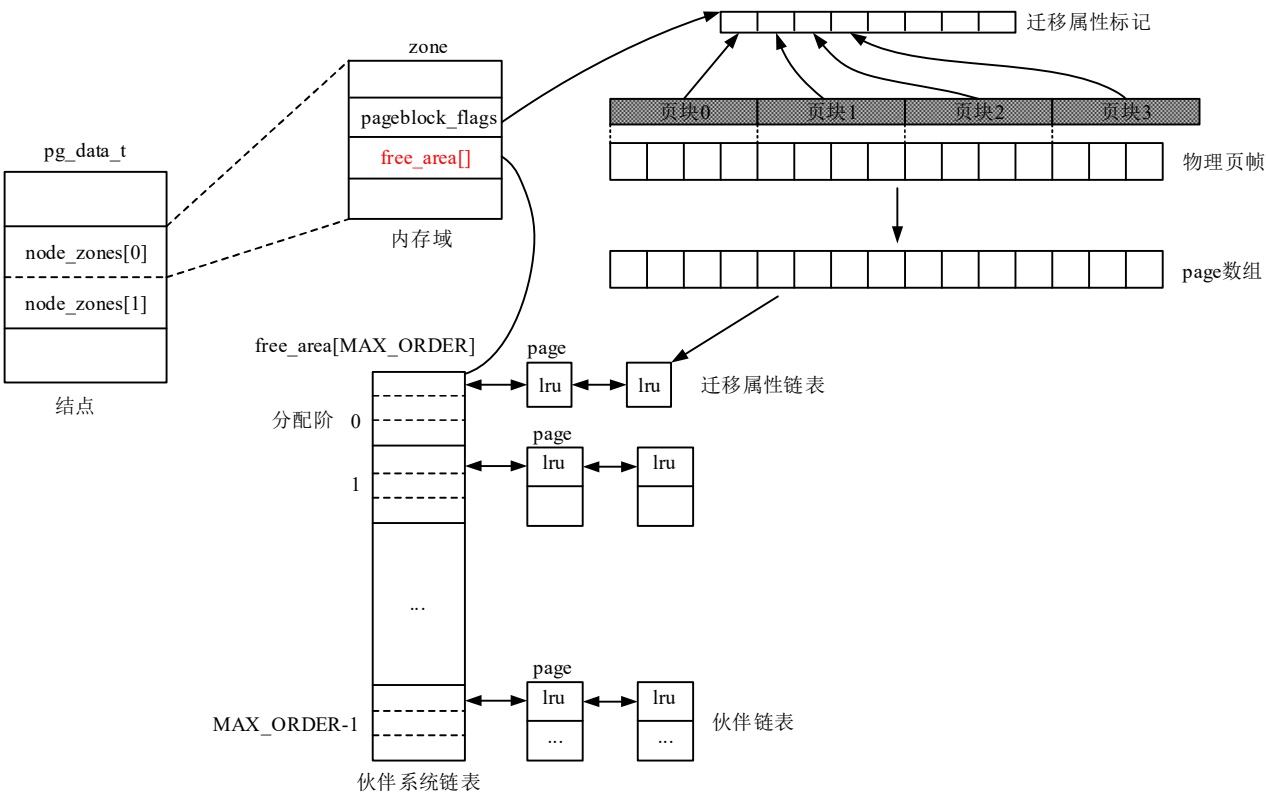 迁移属性标记
zone
pageblock_flags
free_area[]
内存域
页块0
页块1
页块2
页块3
物理页帧
pg_data_t
node_zones[0]
node_zones[1]
结点
page数组
free_area[MAX_ORDER]
page
lru
lru
迁移属性链表
分配阶
0
page
lru
lru
1
...
page
lru
lru
MAX_ORDER-1
...
...
伙伴链表
伙伴系统链表